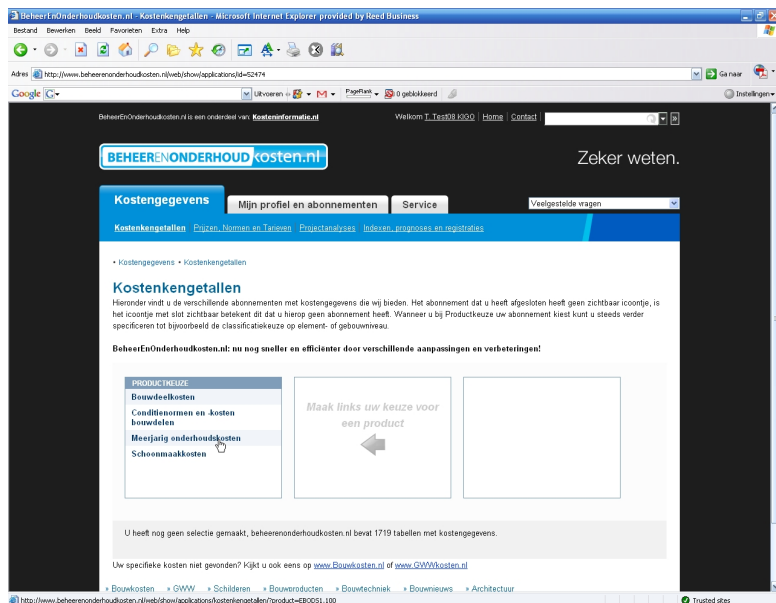 BeheerEnOnderhoudkosten.nl - Kostenkengetallen - Microsoft Internet Explorer provided by Reed Business
Bestand Bewerken Beeld Favorieten Extra Help
Adres http://www.beheerenonderhoudkosten.nl/web/show/applications/id=52474 Ga naar
Google G Uitvoeren PageRank 0 geblokkeerd Instellingen
BeheerEnOnderhoudkosten.nl is een onderdeel van: Kosteninformatie.nl Welkom T. Test08 KIGO | Home | Contact |
BEHEERENONDERHOUDkosten.nl Zeker weten.
Kostengegevens Mijn profiel en abonnementen Service Veelgestelde vragen
Kostenkengetallen Prijzen, Normen en Tarieven Projectanalyses Indexen, prognoses en registraties
• Kostengegevens • Kostenkengetallen
Kostenkengetallen
Hieronder vindt u de verschillende abonnementen met kostengegevens die wij bieden. Het abonnement dat u heeft afgesloten heeft geen zichtbaar icoontje, is
het icoontje met slot zichtbaar betekent dit dat u hierop geen abonnement heeft. Wanneer u bij Productkeuze uw abonnement kiest kunt u steeds verder
specificeren tot bijvoorbeeld de classificatiekeuze op element- of gebouwniveau.
BeheerEnOnderhoudkosten.nl: nu nog sneller en efficiënter door verschillende aanpassingen en verbeteringen!
PRODUCTKEUZE
Bouwdeelkosten
Conditienormen en -kosten
bouwdelen
Meerjarig onderhoudskosten
Schoonmaakkosten
Maak links uw keuze voor
een product
U heeft nog geen selectie gemaakt, beheerenonderhoudkosten.nl bevat 1719 tabellen met kostengegevens.
Uw specifieke kosten niet gevonden? Kijkt u ook eens op www.Bouwkosten.nl of www.GWWkosten.nl
» Bouwkosten » GWW » Schilderen » Bouwproducten » Bouwtechniek » Bouwnieuws » Architectuur
http://www.beheerenonderhoudkosten.nl/web/show/applications/kostenkengetallen/?product=EBODS1.100 Trusted sites